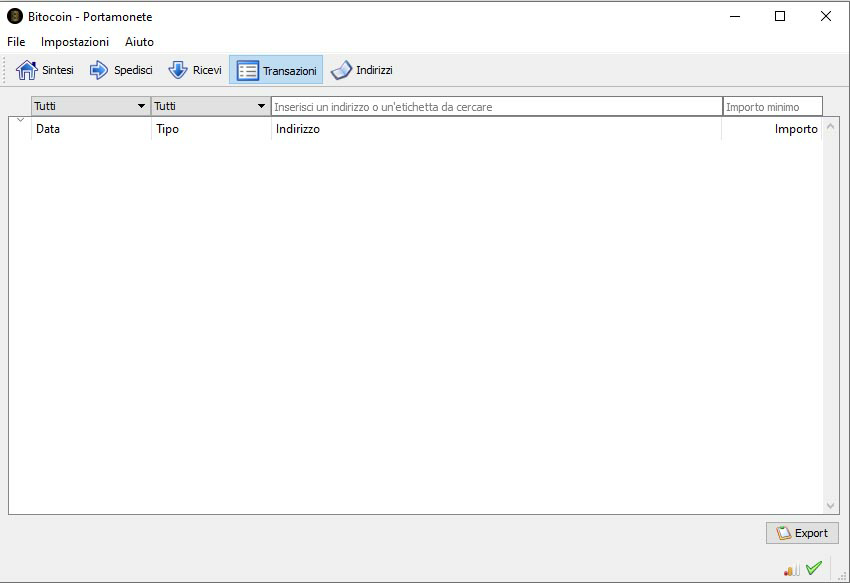 Bitocoin - Portamonete
File Impostazioni Aiuto
Sintesi Spedisci Ricevi Transazioni Indirizzi
Tutti Tutti Inserisci un indirizzo o un'etichetta da cercare Importo minimo
Data Tipo Indirizzo Importo
Export